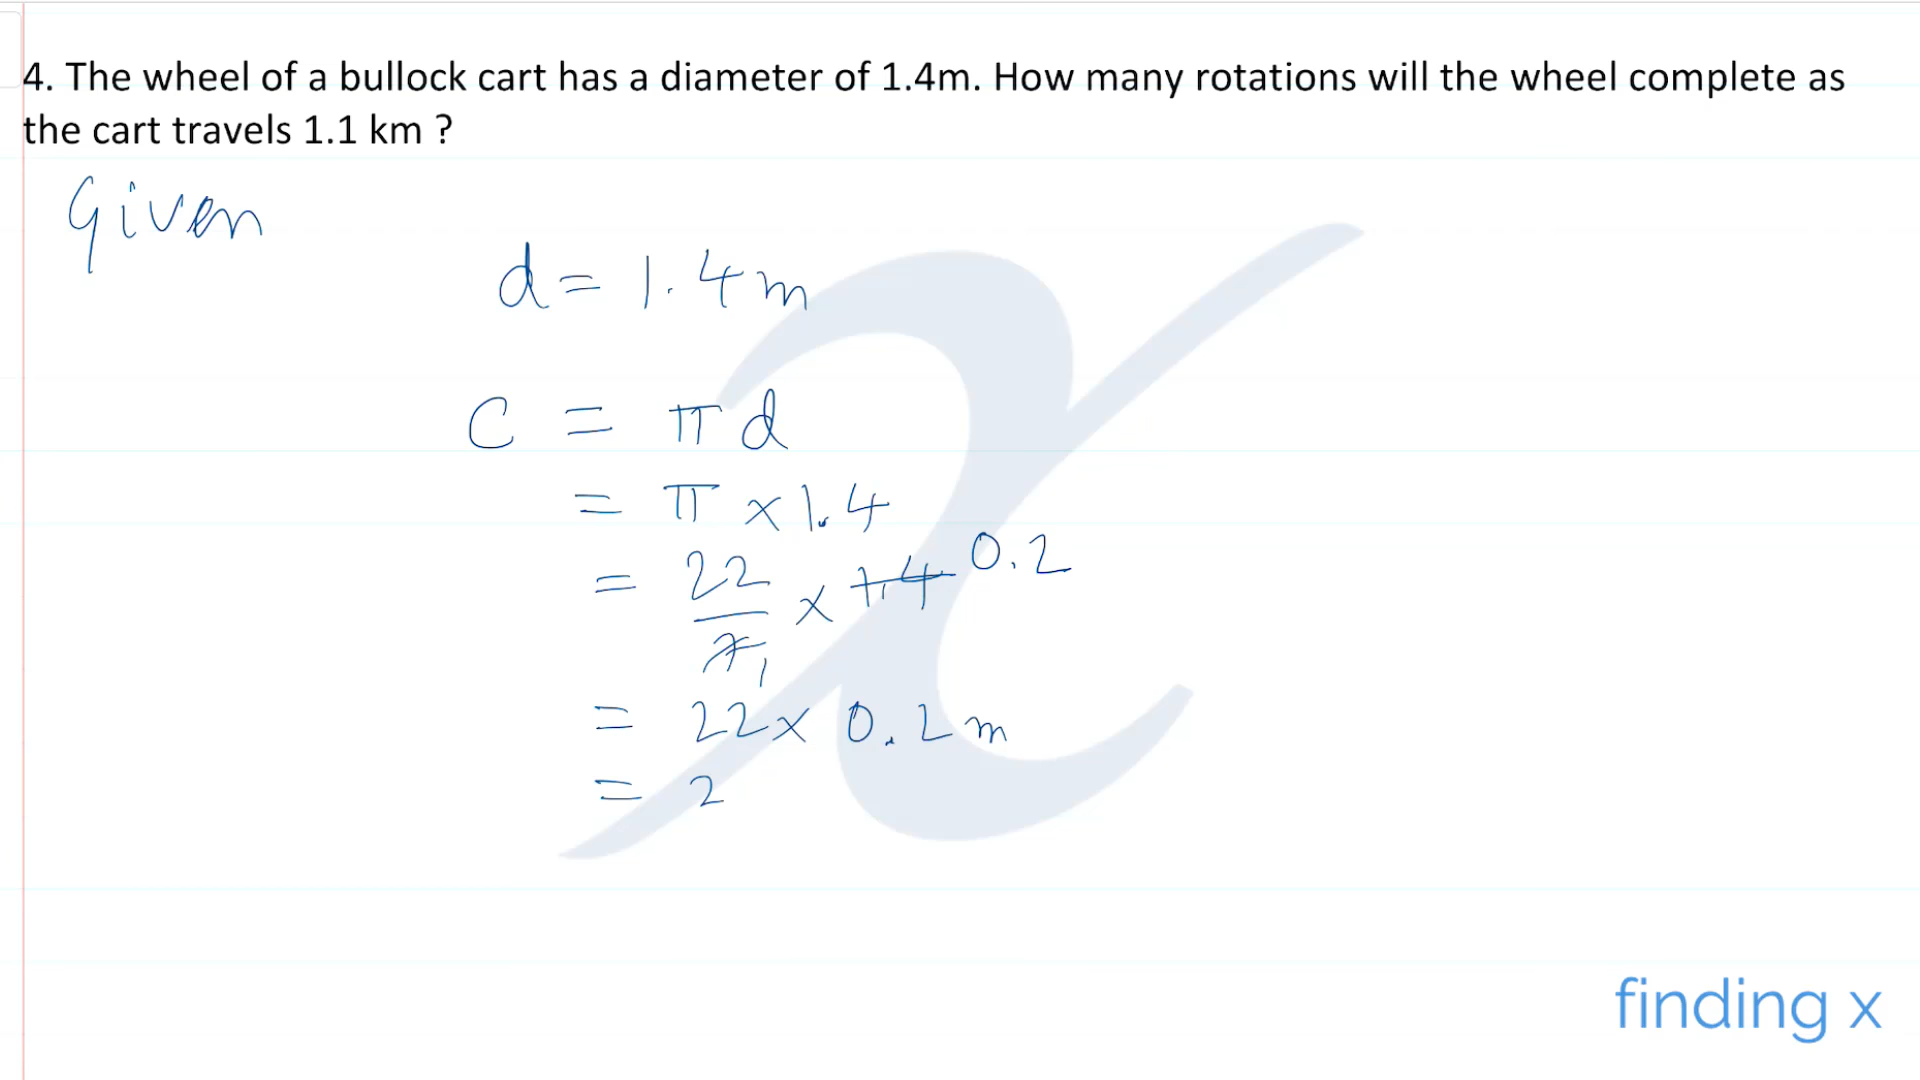 4. The wheel of a bullock cart has a diameter of 1.4m. How many rotations will the wheel complete as
the cart travels 1.1 km ?
Given
d = 1.4 m
C = π d
= π × 1.4
= 22/7 1 × 1.4 0.2
= 22 × 0.2 m
= 2
finding x